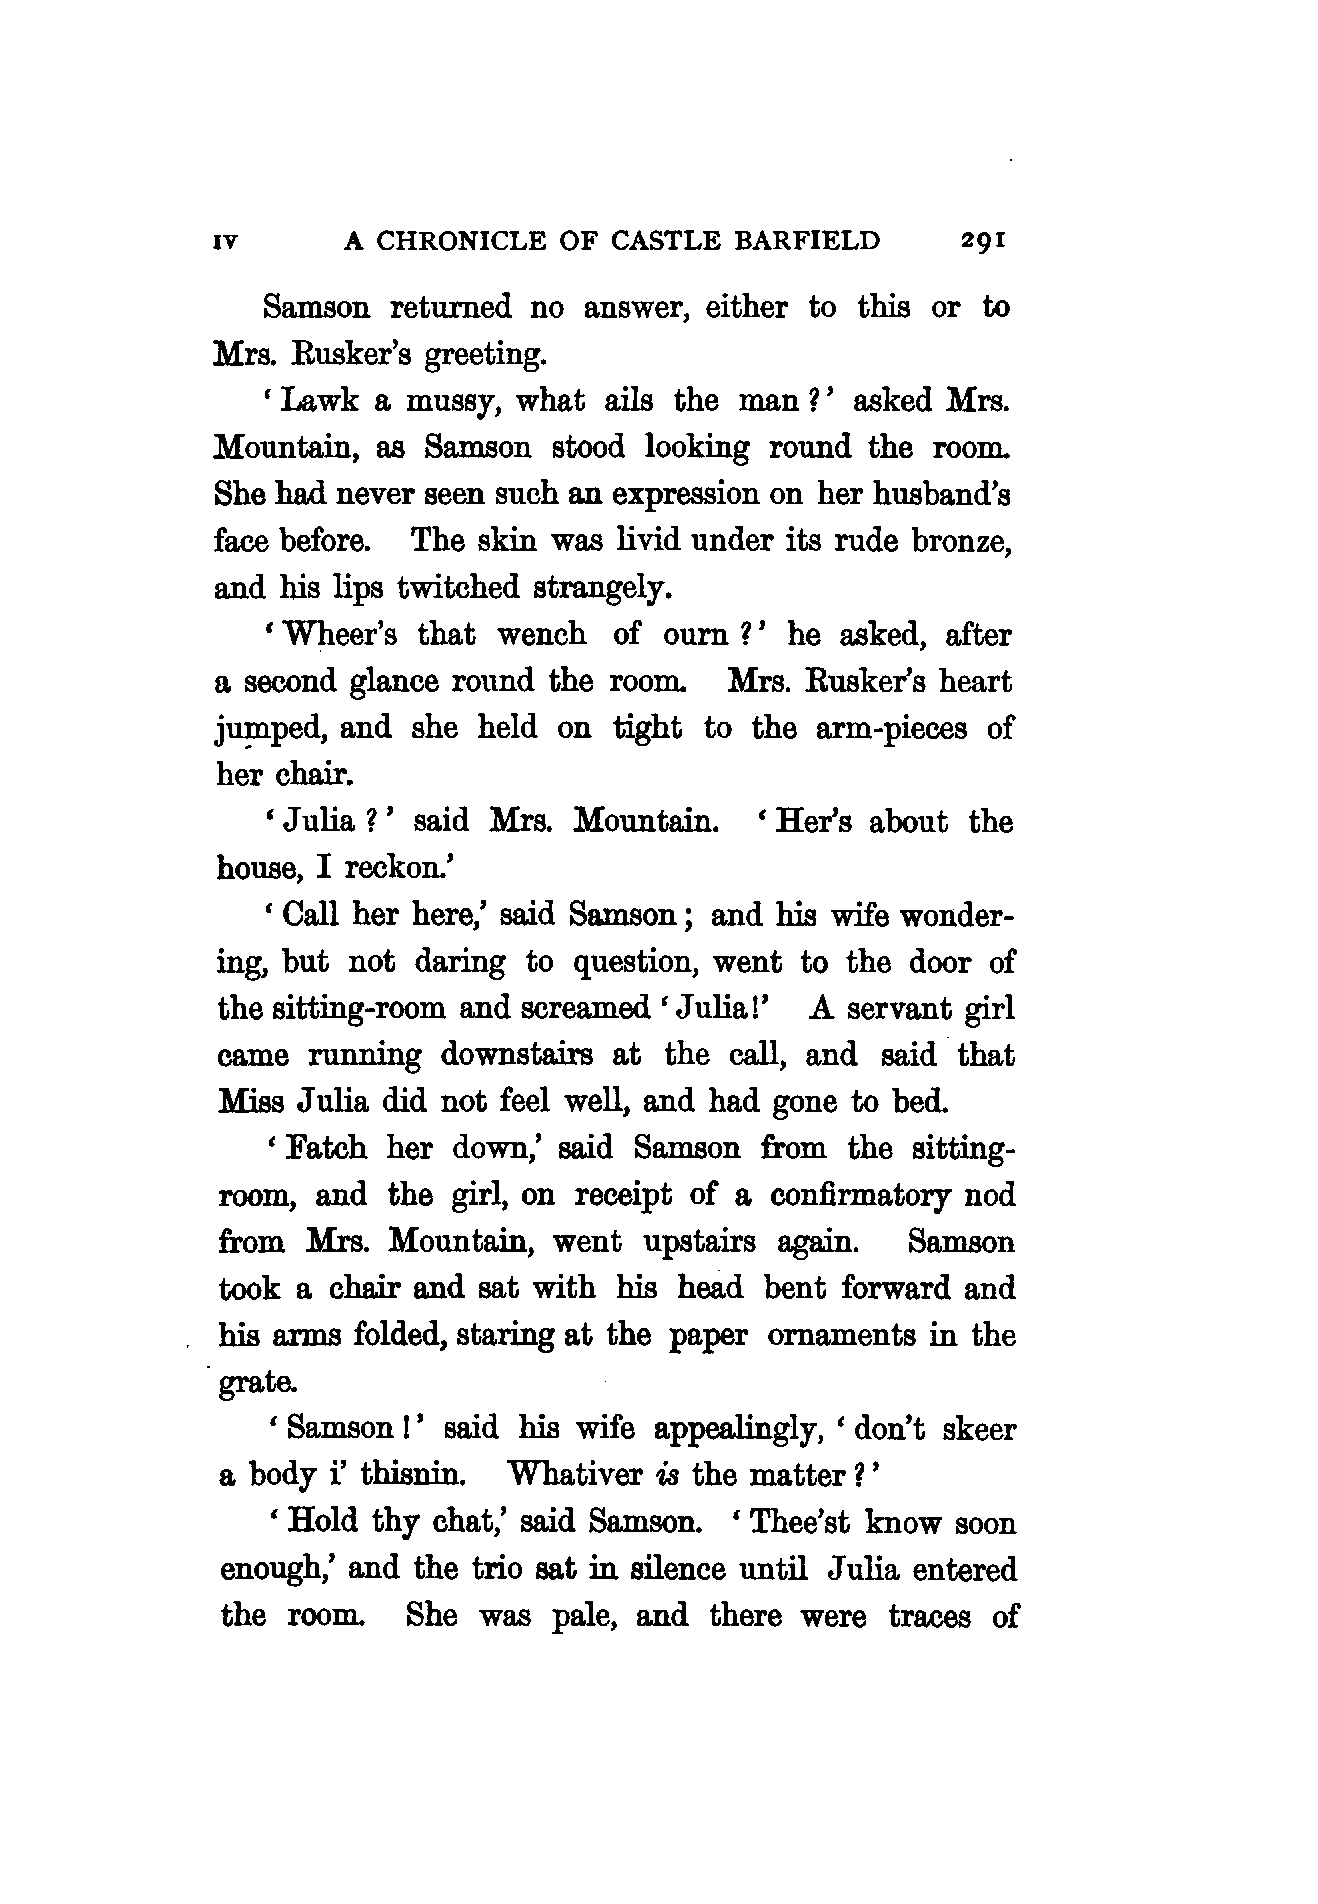 IV A CHRONICLE OF CASTLE BARFIELD 291
Samson returned no answer, either to this or to
Mrs. Rusker's greeting.
‘Lawk a mussy, what ails the man?’ asked Mrs.
Mountain, as Samson stood looking round the room.
She had never seen such an expression on her husband's
face before. The skin was livid under its rude bronze,
and his lips twitched strangely.
‘Wheer's that wench of ourn?’ he asked, after
a second glance round the room. Mrs. Rusker's heart
jumped, and she held on tight to the arm-pieces of
her chair.
‘Julia?’ said Mrs. Mountain. ‘Her's about the
house, I reckon.’
‘Call her here,’ said Samson; and his wife wonder-
ing, but not daring to question, went to the door of
the sitting-room and screamed ‘Julia!’ A servant girl
came running downstairs at the call, and said that
Miss Julia did not feel well, and had gone to bed.
‘Fatch her down,’ said Samson from the sitting-
room, and the girl, on receipt of a confirmatory nod
from Mrs. Mountain, went upstairs again. Samson
took a chair and sat with his head bent forward and
his arms folded, staring at the paper ornaments in the
grate.
‘Samson!’ said his wife appealingly, ‘don't skeer
a body i' thisnin. Whativer is the matter?’
‘Hold thy chat,’ said Samson. ‘Thee'st know soon
enough,’ and the trio sat in silence until Julia entered
the room. She was pale, and there were traces of